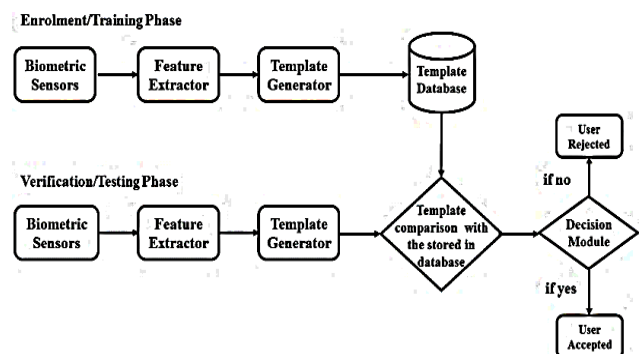 Enrolment/Training Phase
Biometric
Sensors
Feature
Extractor
Template
Generator
Template
Database
Verification/Testing Phase
Biometric
Sensors
Feature
Extractor
Template
Generator
Template
comparison with
the stored in
database
Decision
Module
if no
User
Rejected
if yes
User
Accepted